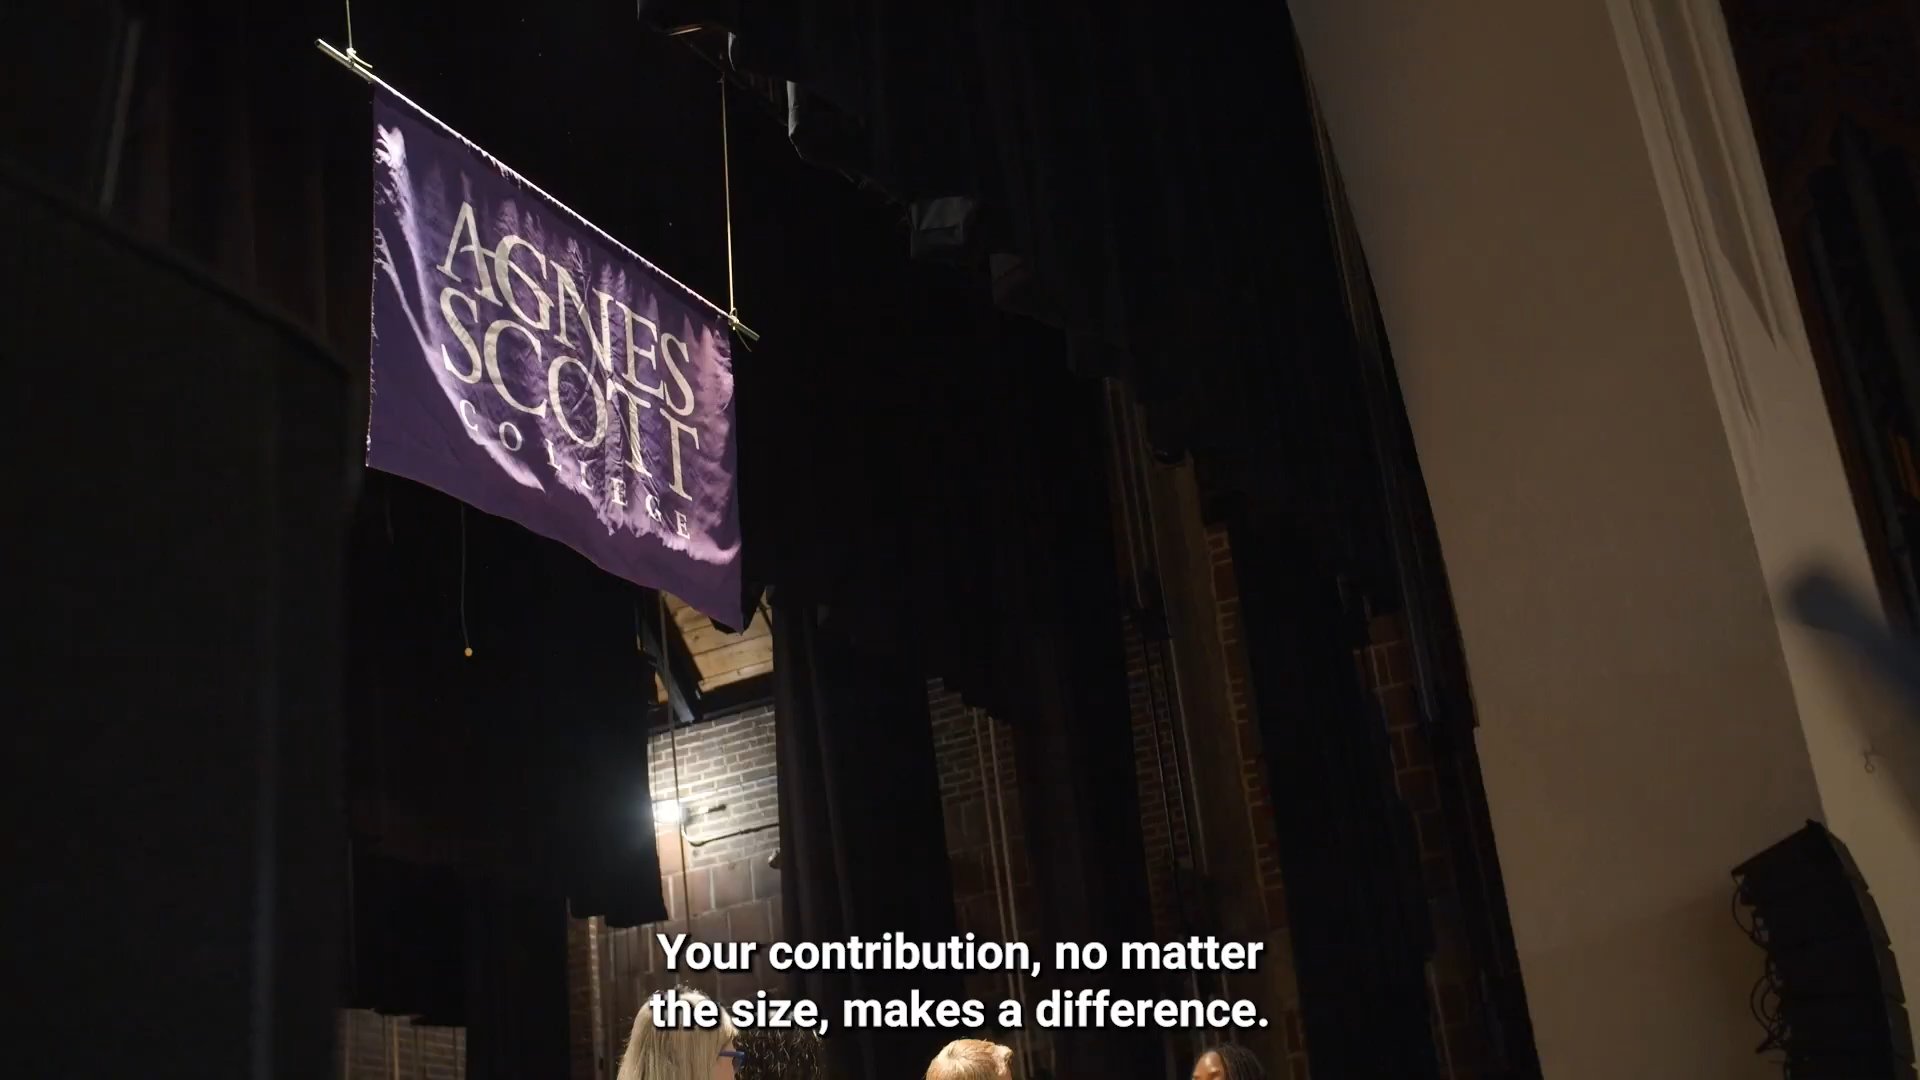 AGNES
SCOTT
COLLEGE
Your contribution, no matter
the size, makes a difference.